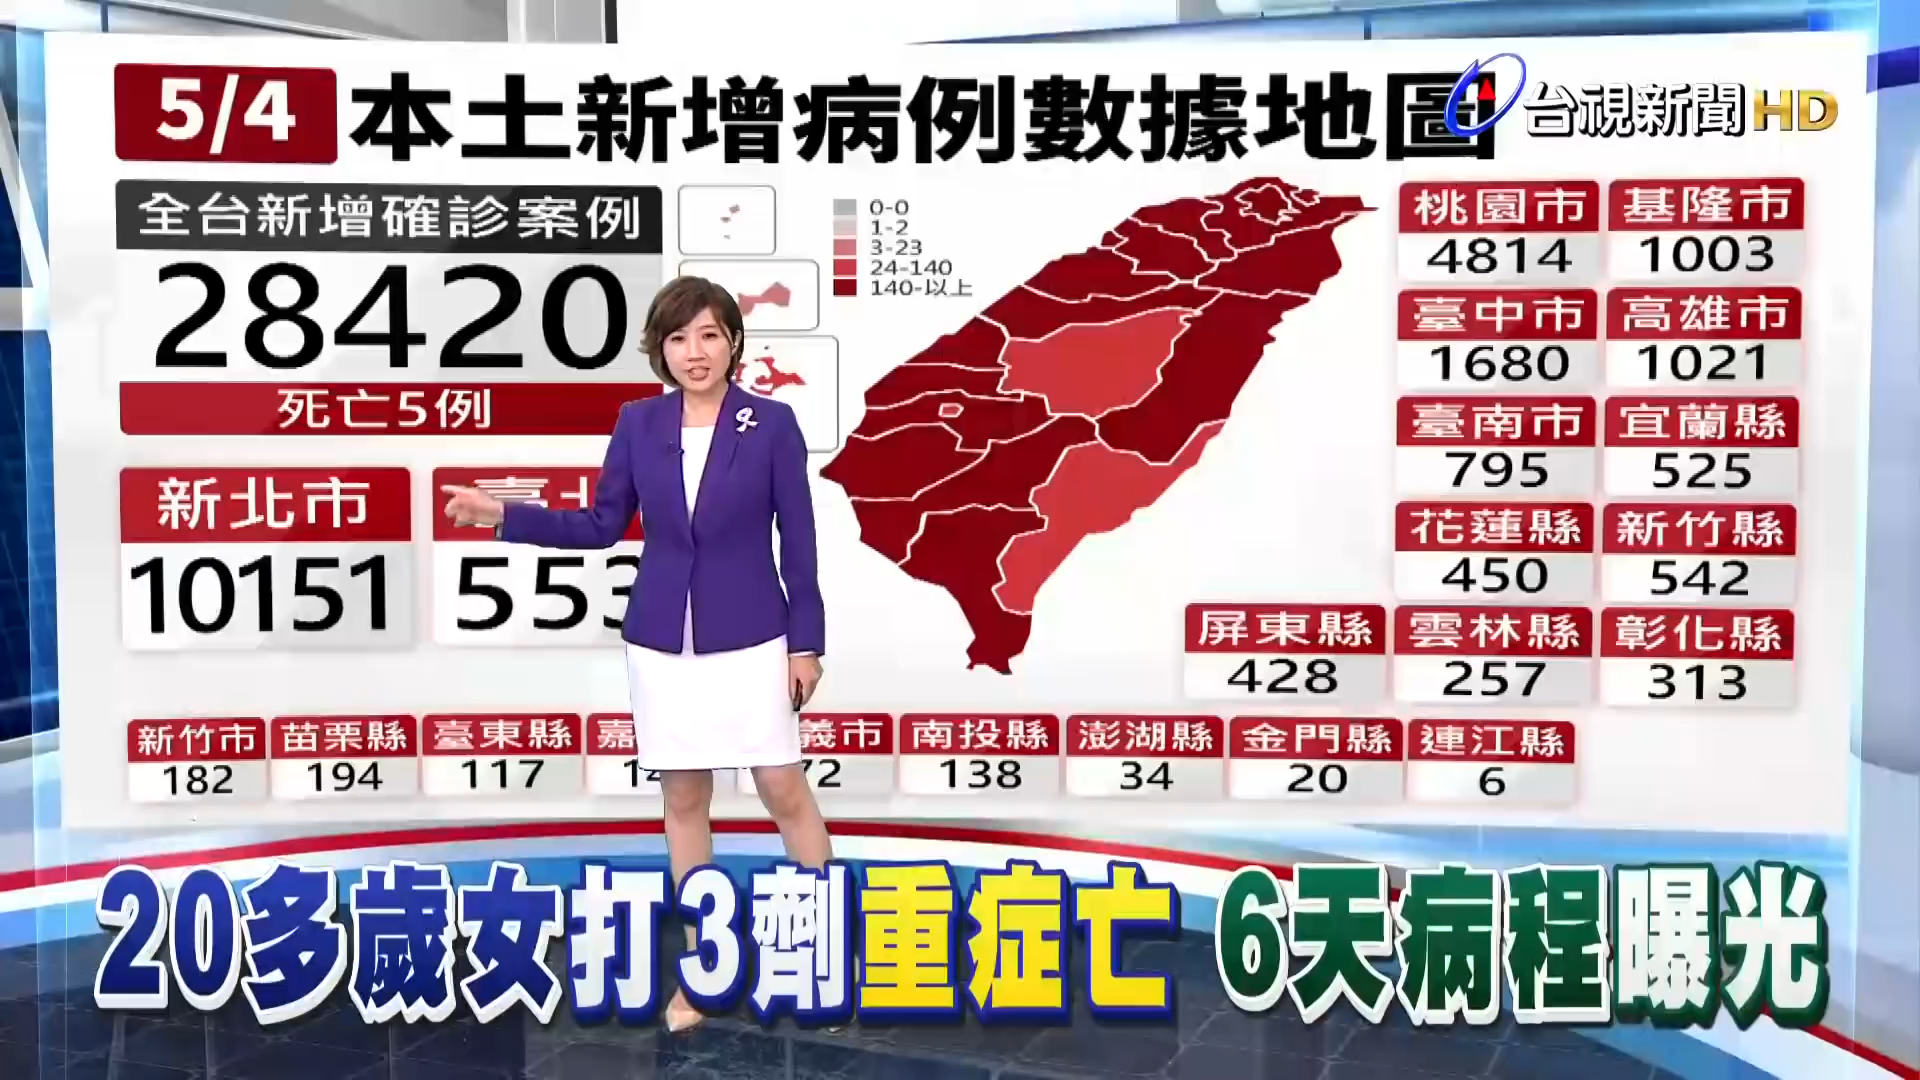 5/4 本土新增病例數據地圖
台視新聞 HD
全台新增確診案例
28420
死亡5例
0-0
1-2
3-23
24-140
140-以上
桃園市 基隆市
4814 1003
臺中市 高雄市
1680 1021
臺南市 宜蘭縣
795 525
新北市 臺北
10151 553
花蓮縣 新竹縣
450 542
屏東縣 雲林縣 彰化縣
428 257 313
新竹市 苗栗縣 臺東縣 嘉 義市 南投縣 澎湖縣 金門縣 連江縣
182 194 117 14 72 138 34 20 6
20多歲女打3劑重症亡 6天病程曝光